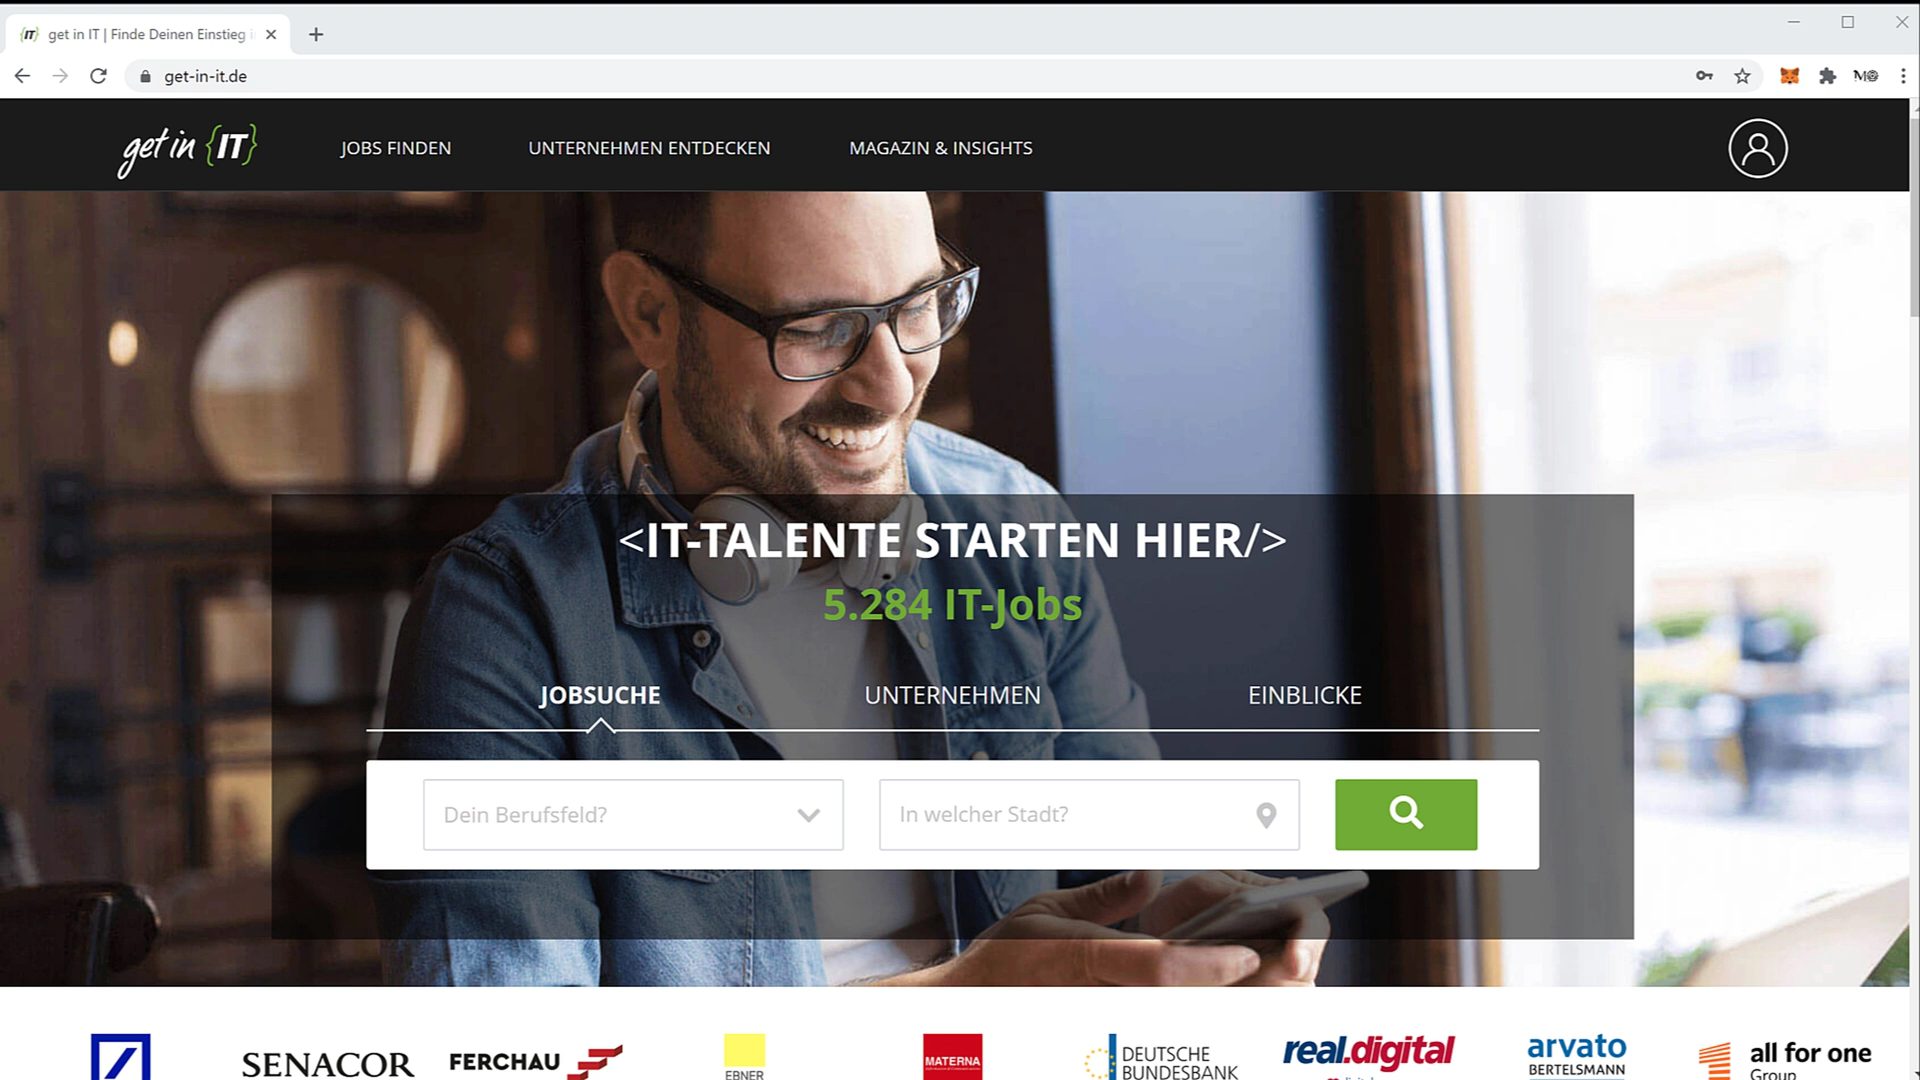 {IT} get in IT | Finde Deinen Einstieg
get-in-it.de
get in {IT}
JOBS FINDEN
UNTERNEHMEN ENTDECKEN
MAGAZIN & INSIGHTS
<IT-TALENTE STARTEN HIER/>
5.284 IT-Jobs
JOBSUCHE
UNTERNEHMEN
EINBLICKE
Dein Berufsfeld?
In welcher Stadt?
SENACOR
FERCHAU
EBNER
MATERNA
DEUTSCHE
BUNDESBANK
real.digital
arvato
BERTELSMANN
all for one
Group